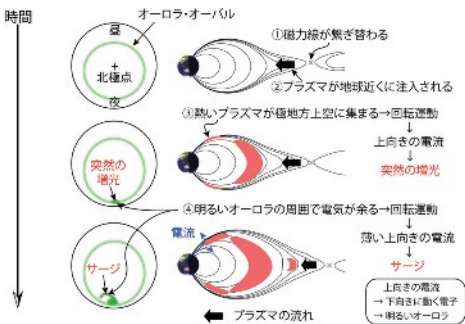 時間
オーロラ・オーバル
昼
+
北極点
夜
①磁力線が繋ぎ替わる
②プラズマが地球近くに注入される
③熱いプラズマが極地方上空に集まる→回転運動
↓
上向きの電流
↓
突然の増光
突然の
増光
④明るいオーロラの周囲で電気が余る→回転運動
↓
薄い上向きの電流
↓
サージ
電流
サージ
上向きの電流
→下向きに動く電子
→明るいオーロラ
プラズマの流れ